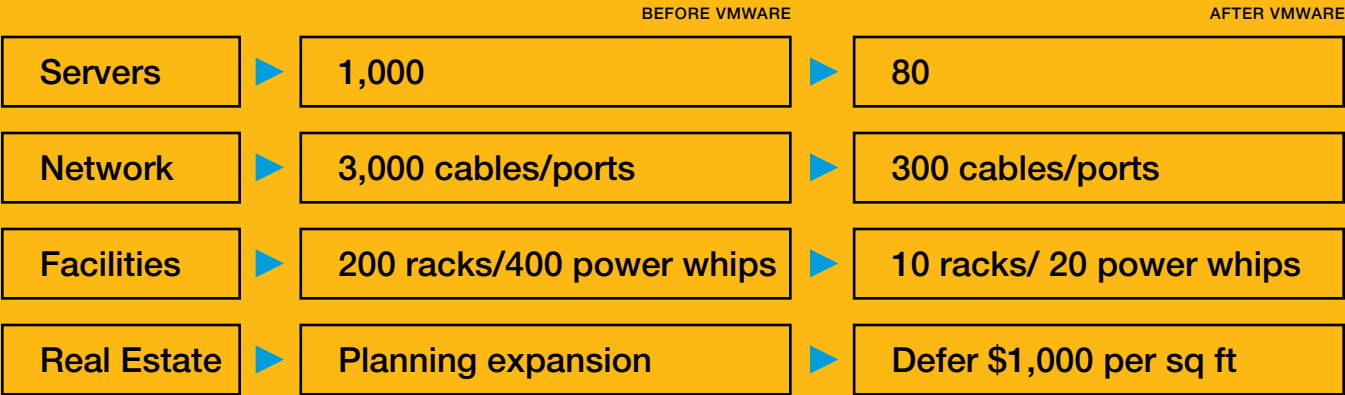 BEFORE VMWARE AFTER VMWARE
Servers 1,000 80
Network 3,000 cables/ports 300 cables/ports
Facilities 200 racks/400 power whips 10 racks/ 20 power whips
Real Estate Planning expansion Defer $1,000 per sq ft